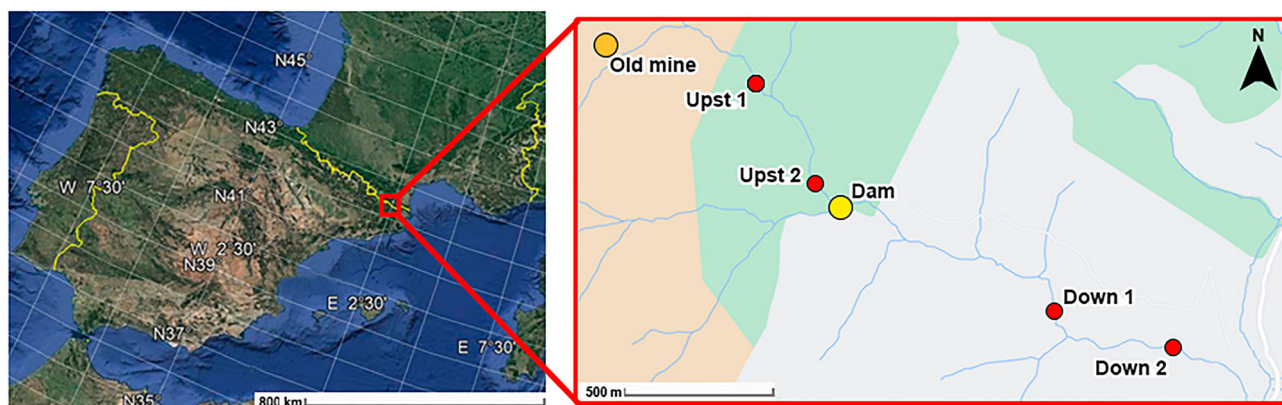 N45°
N43°
W 7°30'
N41°
W 2°30'
N39°
E 2°30'
N37°
E 7°30'
N35°
800 km
N
Old mine
Upst 1
Upst 2
Dam
Down 1
Down 2
500 m